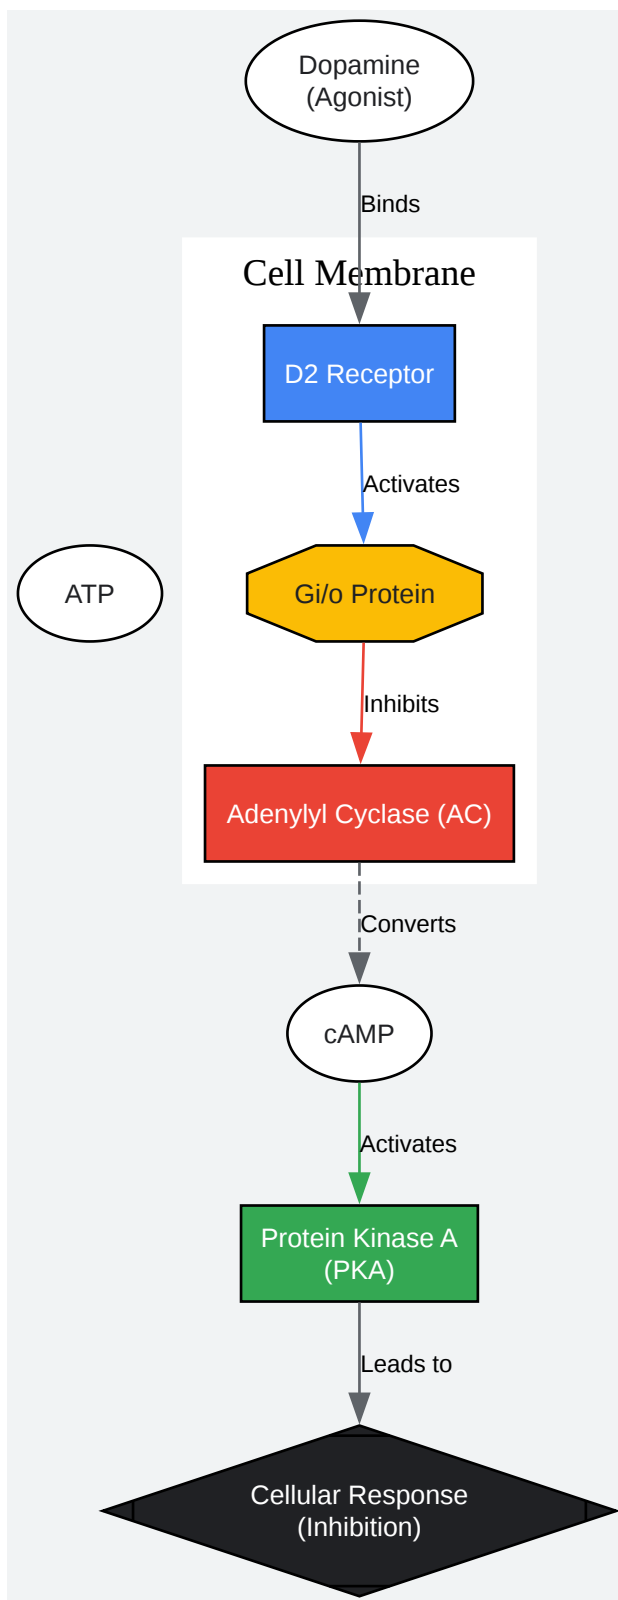 Dopamine
(Agonist)
Binds
Cell Membrane
D2 Receptor
Activates
ATP
Gi/o Protein
Inhibits
Adenylyl Cyclase (AC)
Converts
cAMP
Activates
Protein Kinase A
(PKA)
Leads to
Cellular Response
(Inhibition)